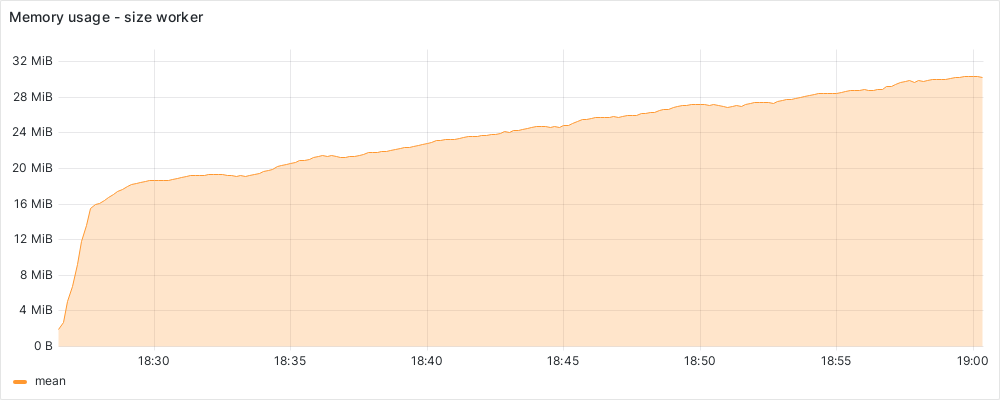 Memory usage - size worker
32 MiB
28 MiB
24 MiB
20 MiB
16 MiB
12 MiB
8 MiB
4 MiB
0 B
18:30 18:35 18:40 18:45 18:50 18:55 19:00
mean